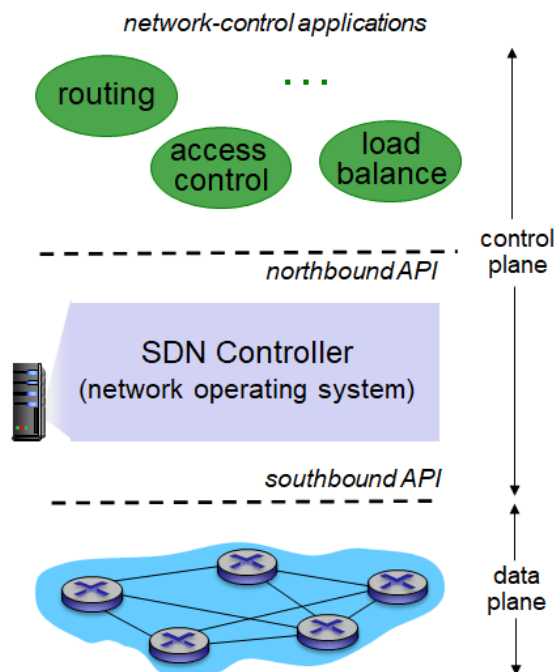 network-control applications
routing
...
access
control
load
balance
control
plane
northbound API
SDN Controller
(network operating system)
southbound API
data
plane